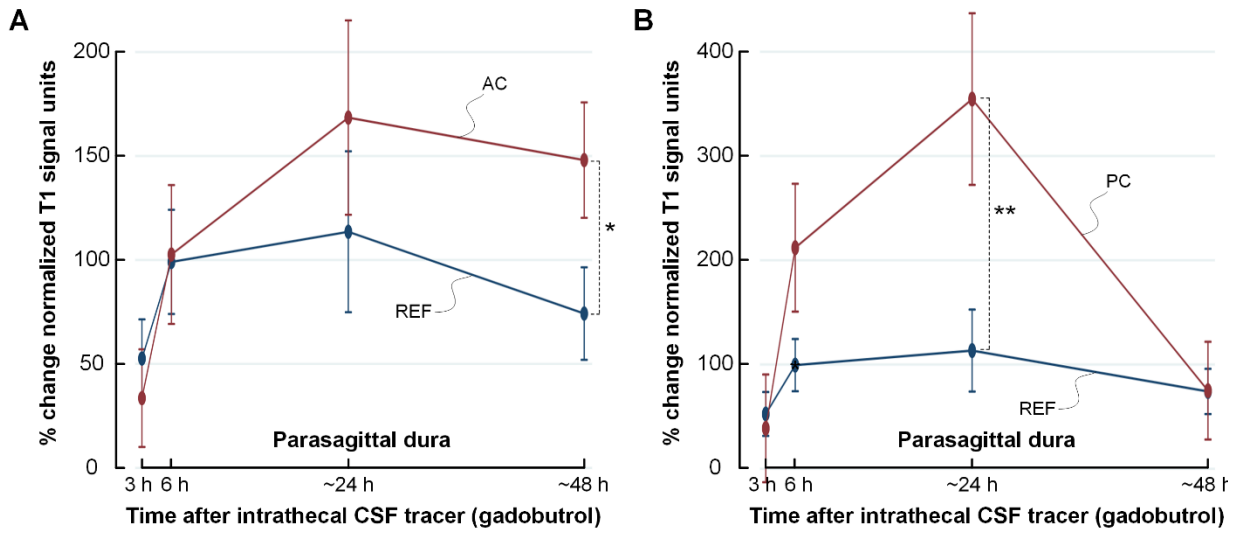 A
% change normalized T1 signal units
200
150
100
50
0
AC
REF
*
Parasagittal dura
3 h 6 h ~24 h ~48 h
Time after intrathecal CSF tracer (gadobutrol)
B
% change normalized T1 signal units
400
300
200
100
0
PC
REF
**
Parasagittal dura
3 h 6 h ~24 h ~48 h
Time after intrathecal CSF tracer (gadobutrol)